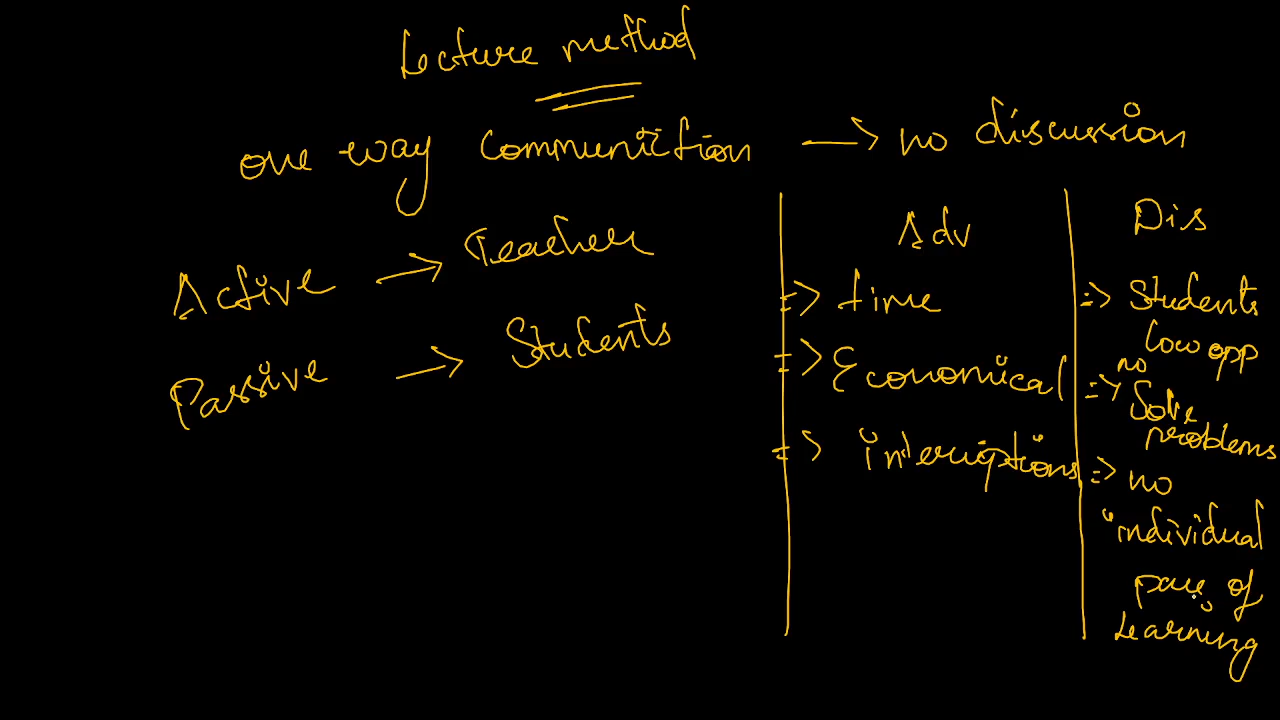 Lecture method
one way communiction → no discussion
Active → Teacher
Passive → Students
Adv
=> time
=> Economical
=> interruptions
Dis
=> Students
low opp
=> no
Solve
problems
=> no
individual
pace of
learning